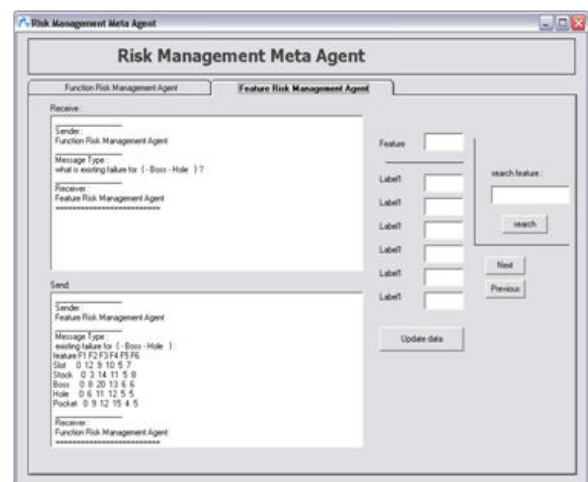 Risk Management Meta Agent
Risk Management Meta Agent
Function Risk Management Agent
Feature Risk Management Agent
Receive :
Sender :
Function Risk Management Agent
Message Type :
what is existing failure for { - Boss - Hole } ?
Receiver :
Feature Risk Management Agent
=========================
Send:
Sender :
Feature Risk Management Agent
Message Type :
existing failure for { - Boss - Hole } :
feature F1 F2 F3 F4 F5 F6
Slot 0 12 9 10 5 7
Stock 0 3 14 11 5 8
Boss 0 8 20 13 6 6
Hole 0 6 11 12 5 5
Pocket 0 9 12 15 4 5
Receiver :
Function Risk Management Agent
=========================
Feature
Label1
Label1
Label1
Label1
Label1
Label1
Update data
search feature :
search
Next
Previous